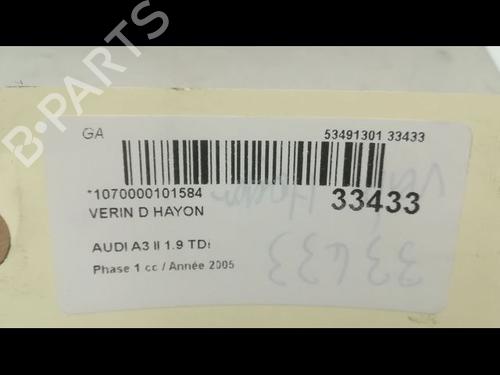 B-PARTS
GA
53491301 33433
*1070000101584
33433
VERIN D HAYON
AUDI A3 II 1.9 TDi
Phase 1 cc / Année 2005
33433